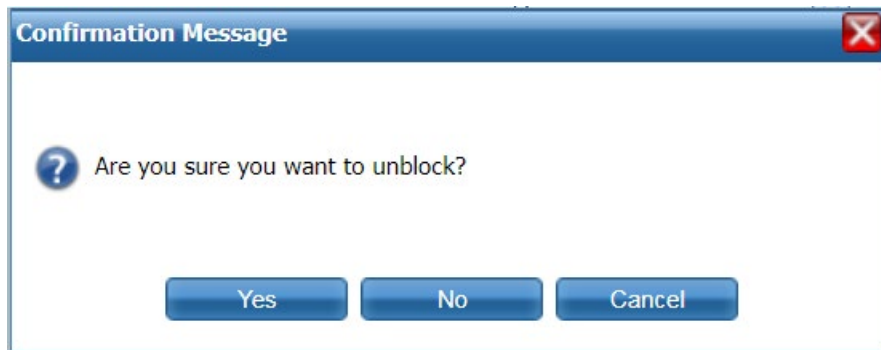 Confirmation Message
Are you sure you want to unblock?
Yes No Cancel